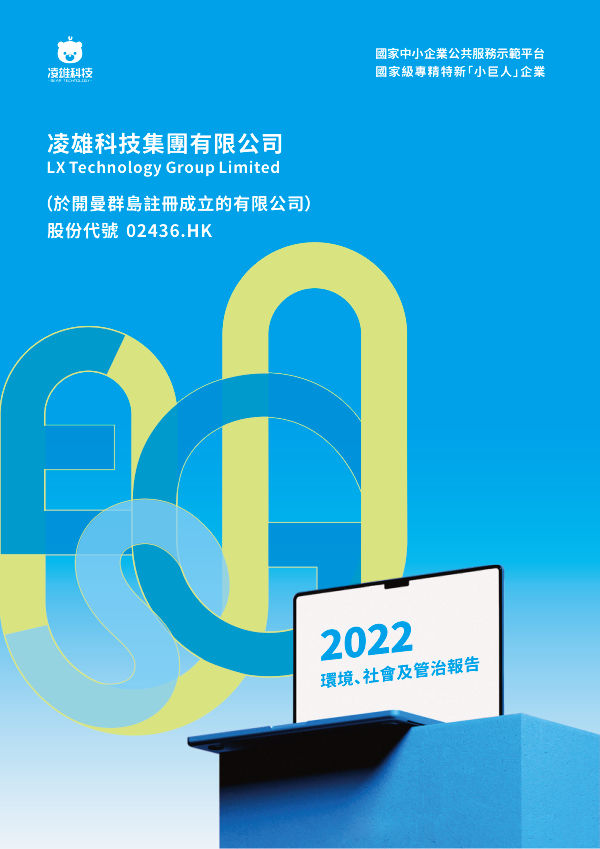 凌雄科技
BEAR TECHNOLOGY
國家中小企業公共服務示範平台
國家級專精特新「小巨人」企業
凌雄科技集團有限公司
LX Technology Group Limited
（於開曼群島註冊成立的有限公司）
股份代號 02436.HK
ESG
2022
環境、社會及管治報告